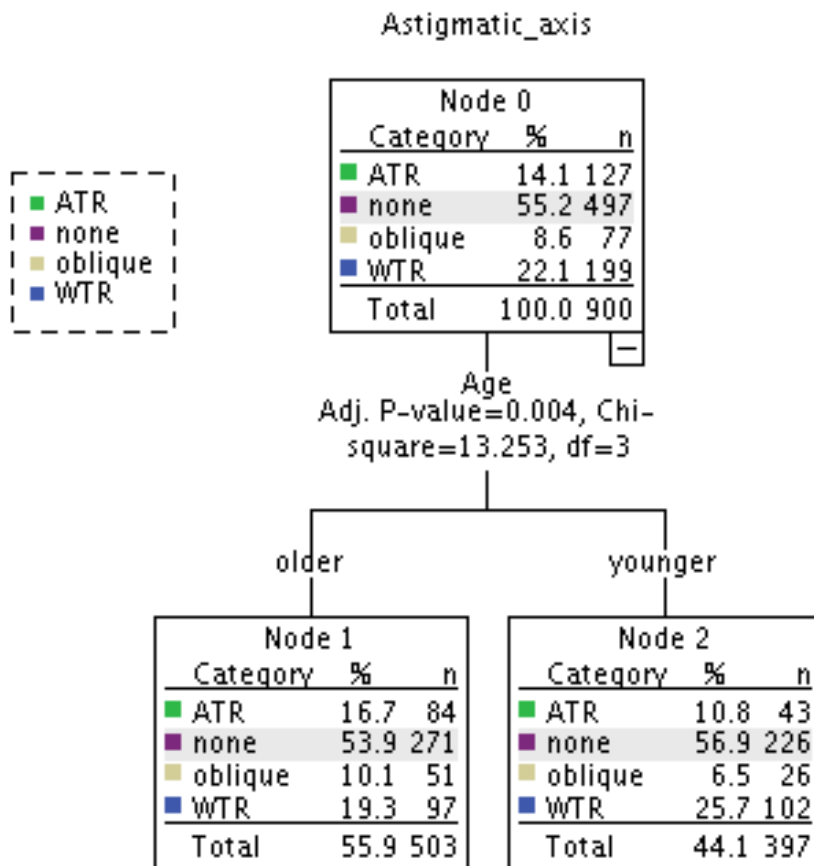 Astigmatic_axis
ATR
none
oblique
WTR
Node 0
Category % n
ATR 14.1 127
none 55.2 497
oblique 8.6 77
WTR 22.1 199
Total 100.0 900
Age
Adj. P-value=0.004, Chi-
square=13.253, df=3
older
younger
Node 1
Category % n
ATR 16.7 84
none 53.9 271
oblique 10.1 51
WTR 19.3 97
Total 55.9 503
Node 2
Category % n
ATR 10.8 43
none 56.9 226
oblique 6.5 26
WTR 25.7 102
Total 44.1 397